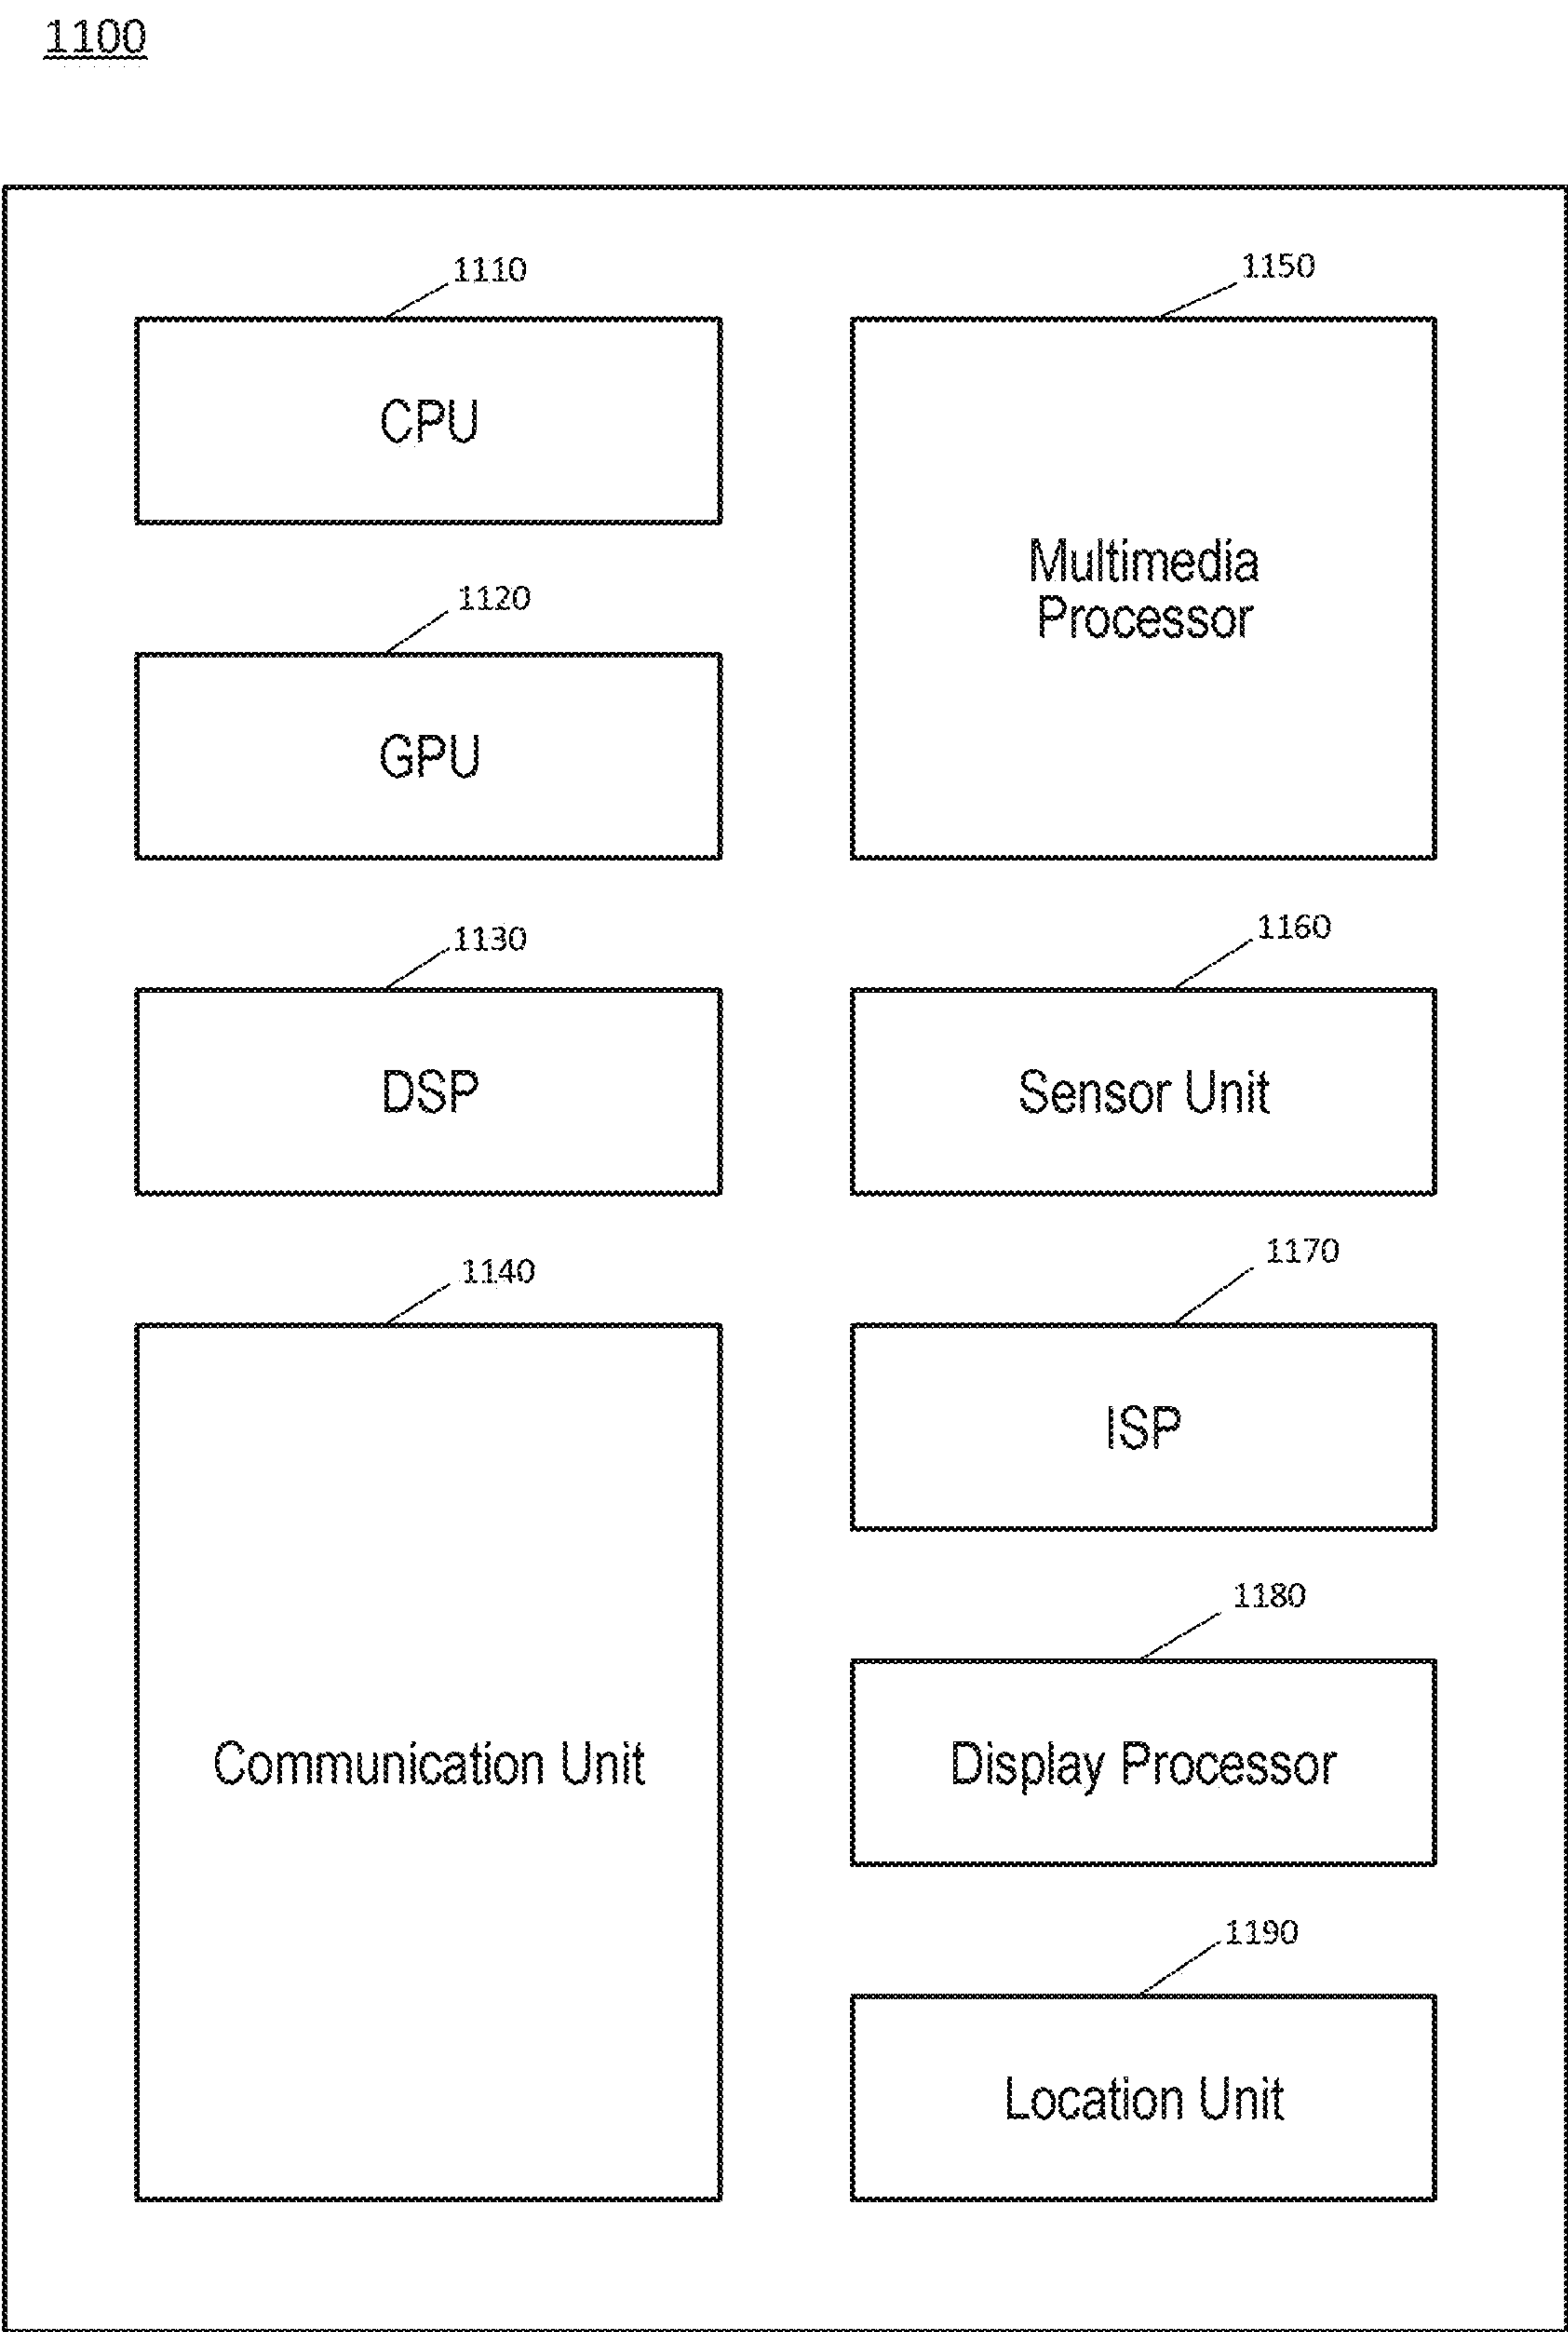 1100
1110
CPU
1120
GPU
1130
DSP
1140
Communication Unit
1150
Multimedia
Processor
1160
Sensor Unit
1170
ISP
1180
Display Processor
1190
Location Unit